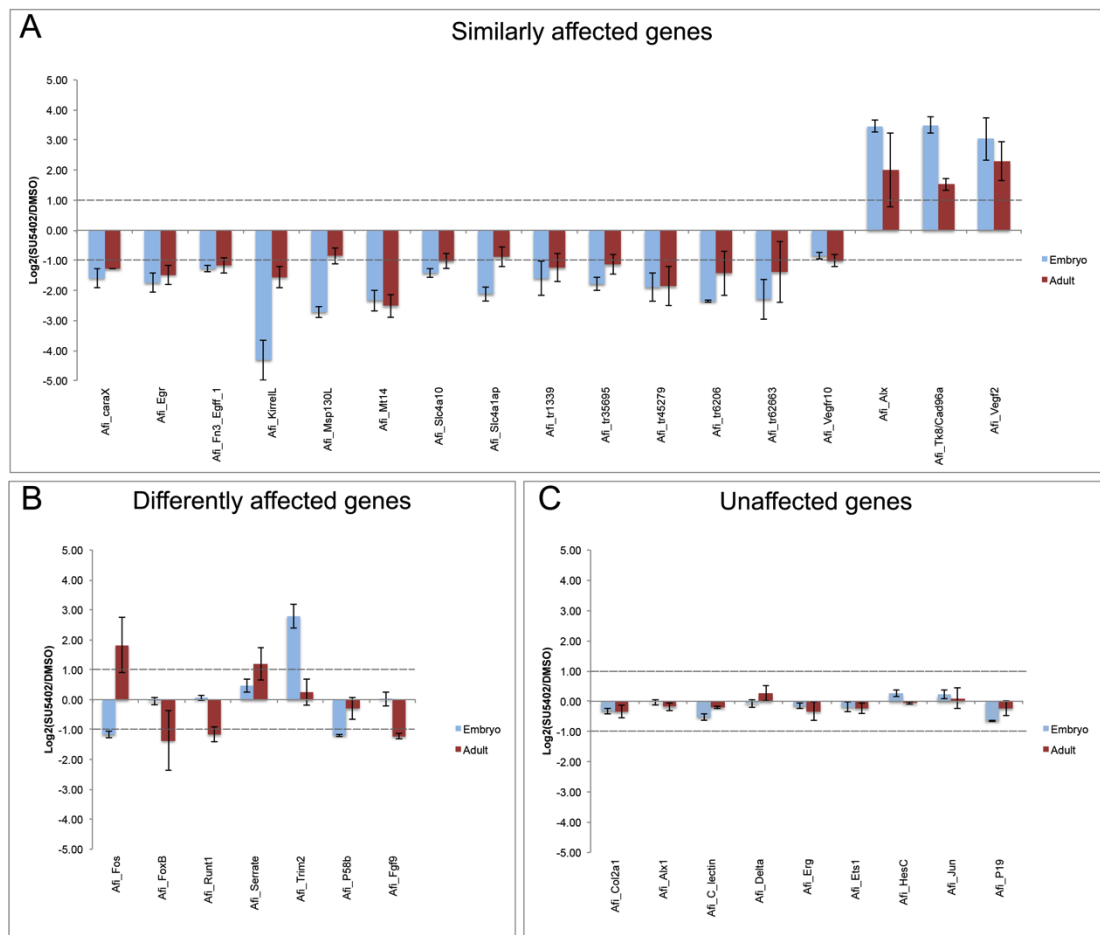 A
Similarly affected genes
Log2(SU5402/DMSO)
5.00
4.00
3.00
2.00
1.00
0.00
-1.00
-2.00
-3.00
-4.00
-5.00
Embryo
Adult
Afi_caraX
Afi_Egr
Afi_Fn3_Egff_1
Afi_KirrelL
Afi_Msp130L
Afi_Mt14
Afi_Slc4a10
Afi_Slc4a1ap
Afi_tr1339
Afi_tr35695
Afi_tr45279
Afi_tr6206
Afi_tr62663
Afi_Vegfr10
Afi_Alx
Afi_Tk8/Cad96a
Afi_Vegf2
B
Differently affected genes
Log2(SU5402/DMSO)
5.00
4.00
3.00
2.00
1.00
0.00
-1.00
-2.00
-3.00
-4.00
-5.00
Embryo
Adult
Afi_Fos
Afi_FoxB
Afi_Runt1
Afi_Serrate
Afi_Trim2
Afi_P58b
Afi_Fgf9
C
Unaffected genes
Log2(SU5402/DMSO)
5.00
4.00
3.00
2.00
1.00
0.00
-1.00
-2.00
-3.00
-4.00
-5.00
Embryo
Adult
Afi_Col2a1
Afi_Alx1
Afi_C_lectin
Afi_Delta
Afi_Erg
Afi_Ets1
Afi_HesC
Afi_Jun
Afi_P19